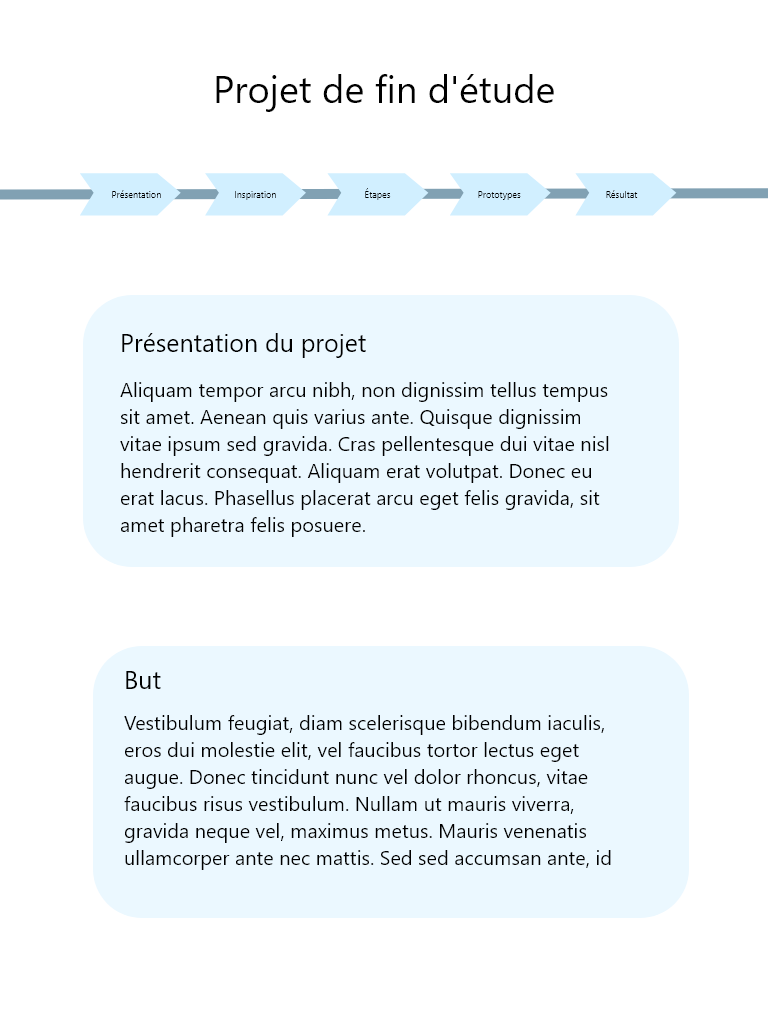 Projet de fin d'étude
Présentation
Inspiration
Étapes
Prototypes
Résultat
Présentation du projet
Aliquam tempor arcu nibh, non dignissim tellus tempus
sit amet. Aenean quis varius ante. Quisque dignissim
vitae ipsum sed gravida. Cras pellentesque dui vitae nisl
hendrerit consequat. Aliquam erat volutpat. Donec eu
erat lacus. Phasellus placerat arcu eget felis gravida, sit
amet pharetra felis posuere.
But
Vestibulum feugiat, diam scelerisque bibendum iaculis,
eros dui molestie elit, vel faucibus tortor lectus eget
augue. Donec tincidunt nunc vel dolor rhoncus, vitae
faucibus risus vestibulum. Nullam ut mauris viverra,
gravida neque vel, maximus metus. Mauris venenatis
ullamcorper ante nec mattis. Sed sed accumsan ante, id